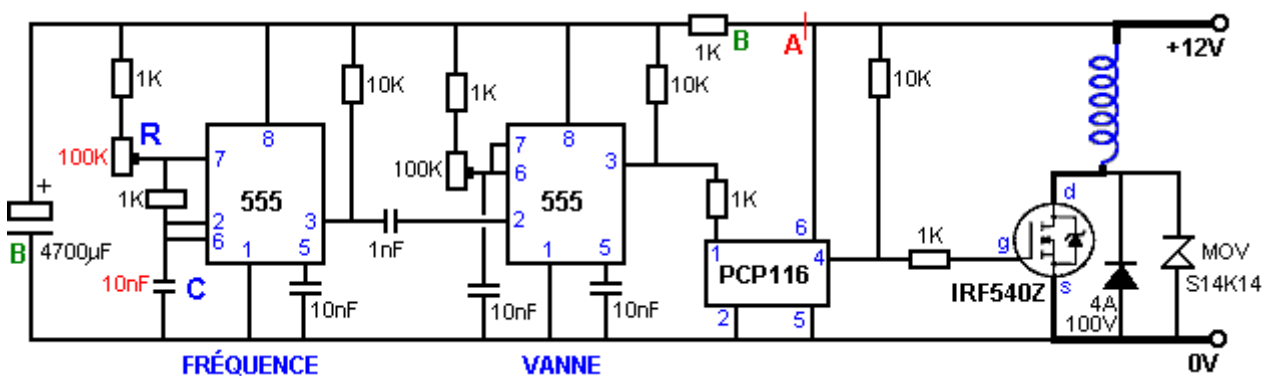 1K
B
A
+12V
1K
10K
1K
10K
10K
R
100K
7
8
555
1K
2
6
3
1
5
+
B
4700µF
10nF
C
10nF
1nF
100K
7
6
8
3
555
2
1
5
10nF
10nF
1K
1
6
4
PCP116
2
5
1K
g
d
s
IRF540Z
4A
100V
MOV
S14K14
FRÉQUENCE
VANNE
0V